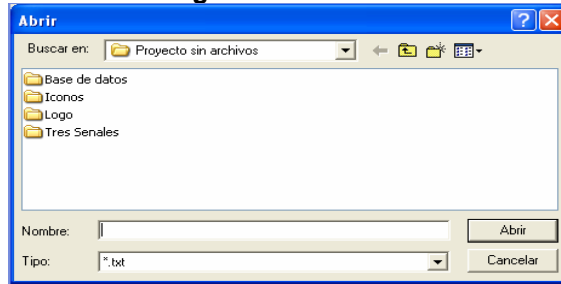 Abrir
Buscar en: Proyecto sin archivos
Base de datos
Iconos
Logo
Tres Senales
Nombre: Abrir
Tipo: *.txt Cancelar